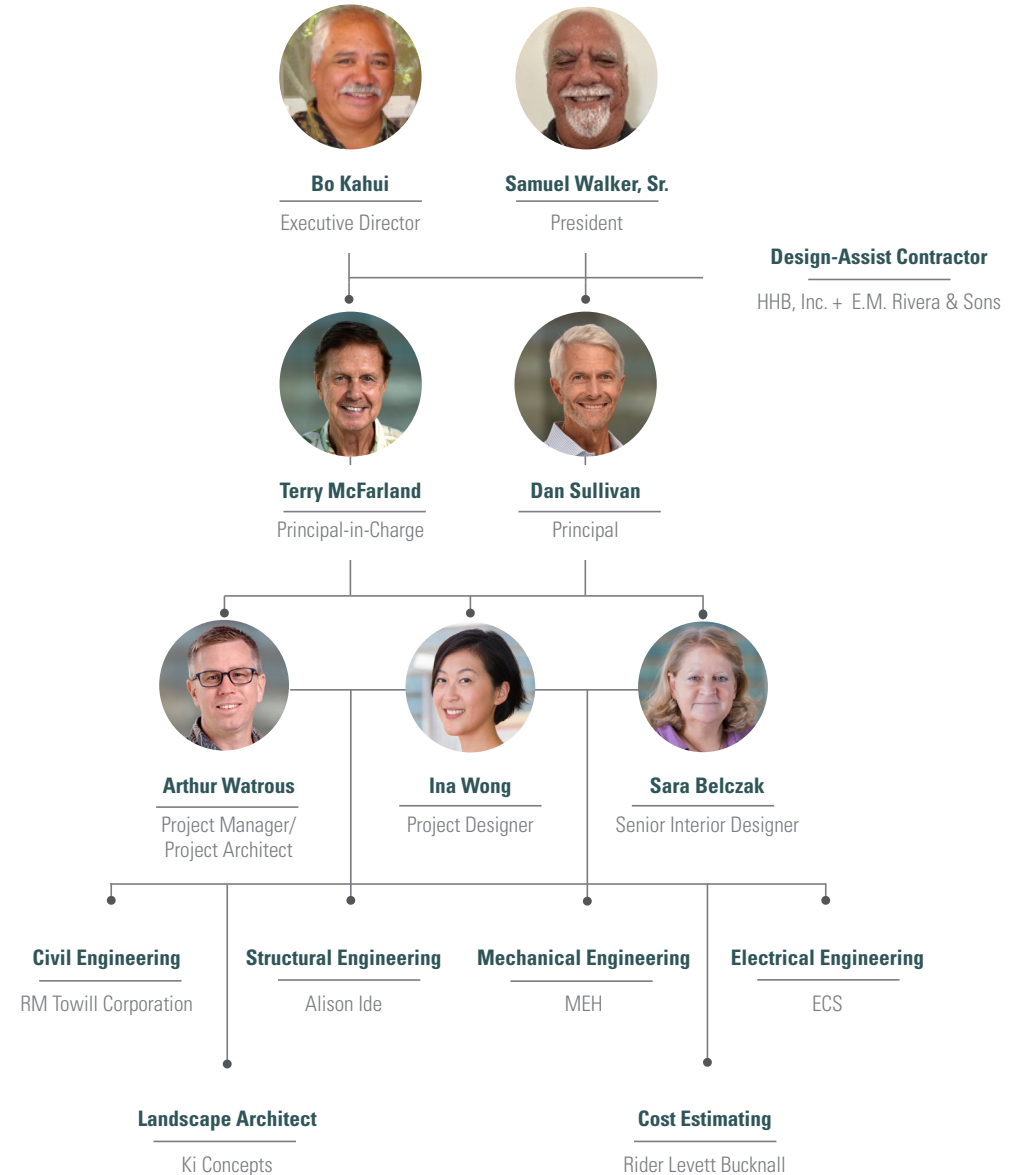 Bo Kahui
Executive Director
Samuel Walker, Sr.
President
Design-Assist Contractor
HHB, Inc. + E.M. Rivera & Sons
Terry McFarland
Principal-in-Charge
Dan Sullivan
Principal
Arthur Watrous
Project Manager/
Project Architect
Ina Wong
Project Designer
Sara Belczak
Senior Interior Designer
Civil Engineering
RM Towill Corporation
Structural Engineering
Alison Ide
Mechanical Engineering
MEH
Electrical Engineering
ECS
Landscape Architect
Ki Concepts
Cost Estimating
Rider Levett Bucknall